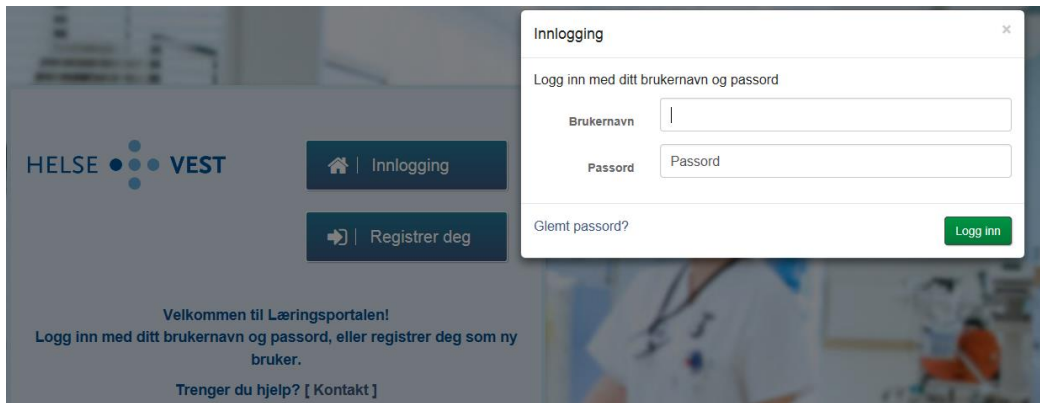 Innlogging
×
Logg inn med ditt brukernavn og passord
Brukernavn
Passord
Passord
Glemt passord?
Logg inn
HELSE VEST
Innlogging
Registrer deg
Velkommen til Læringsportalen!
Logg inn med ditt brukernavn og passord, eller registrer deg som ny
bruker.
Trenger du hjelp? [ Kontakt ]